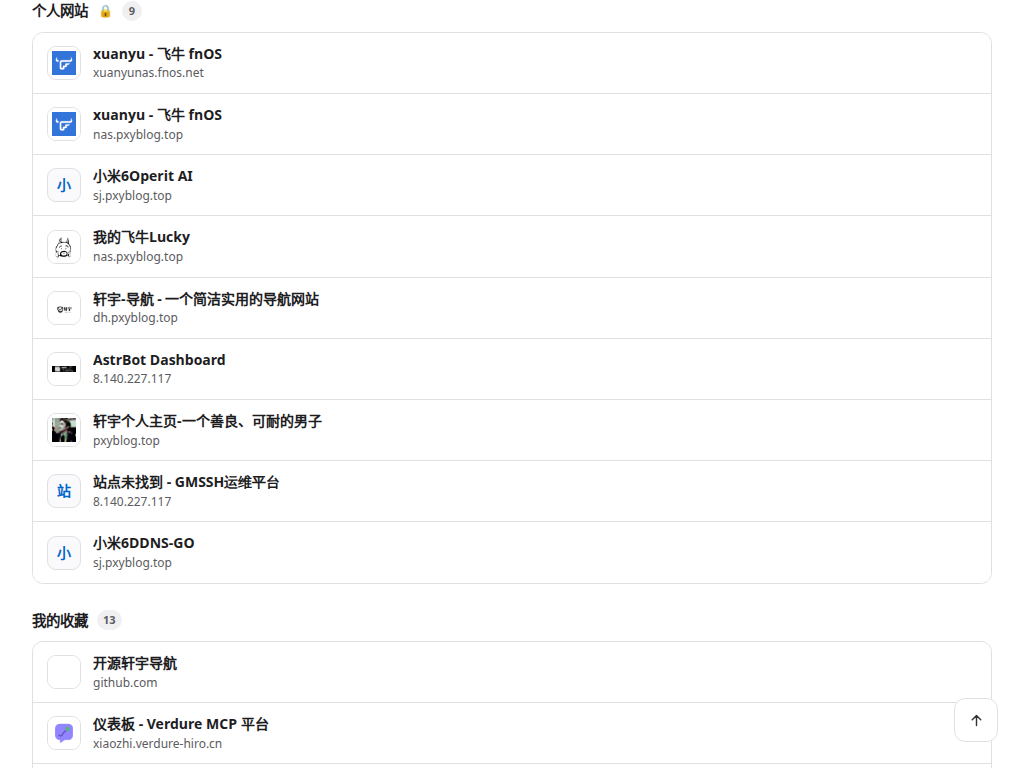 个人网站 🔒 9
xuanyu - 飞牛 fnOS
xuanyunas.fnos.net
xuanyu - 飞牛 fnOS
nas.pxyblog.top
小
小米6Operit AI
sj.pxyblog.top
我的飞牛Lucky
nas.pxyblog.top
轩宇-导航 - 一个简洁实用的导航网站
dh.pxyblog.top
AstrBot Dashboard
8.140.227.117
轩宇个人主页-一个善良、可耐的男子
pxyblog.top
站
站点未找到 - GMSSH运维平台
8.140.227.117
小
小米6DDNS-GO
sj.pxyblog.top
我的收藏 13
开源轩宇导航
github.com
仪表板 - Verdure MCP 平台
xiaozhi.verdure-hiro.cn